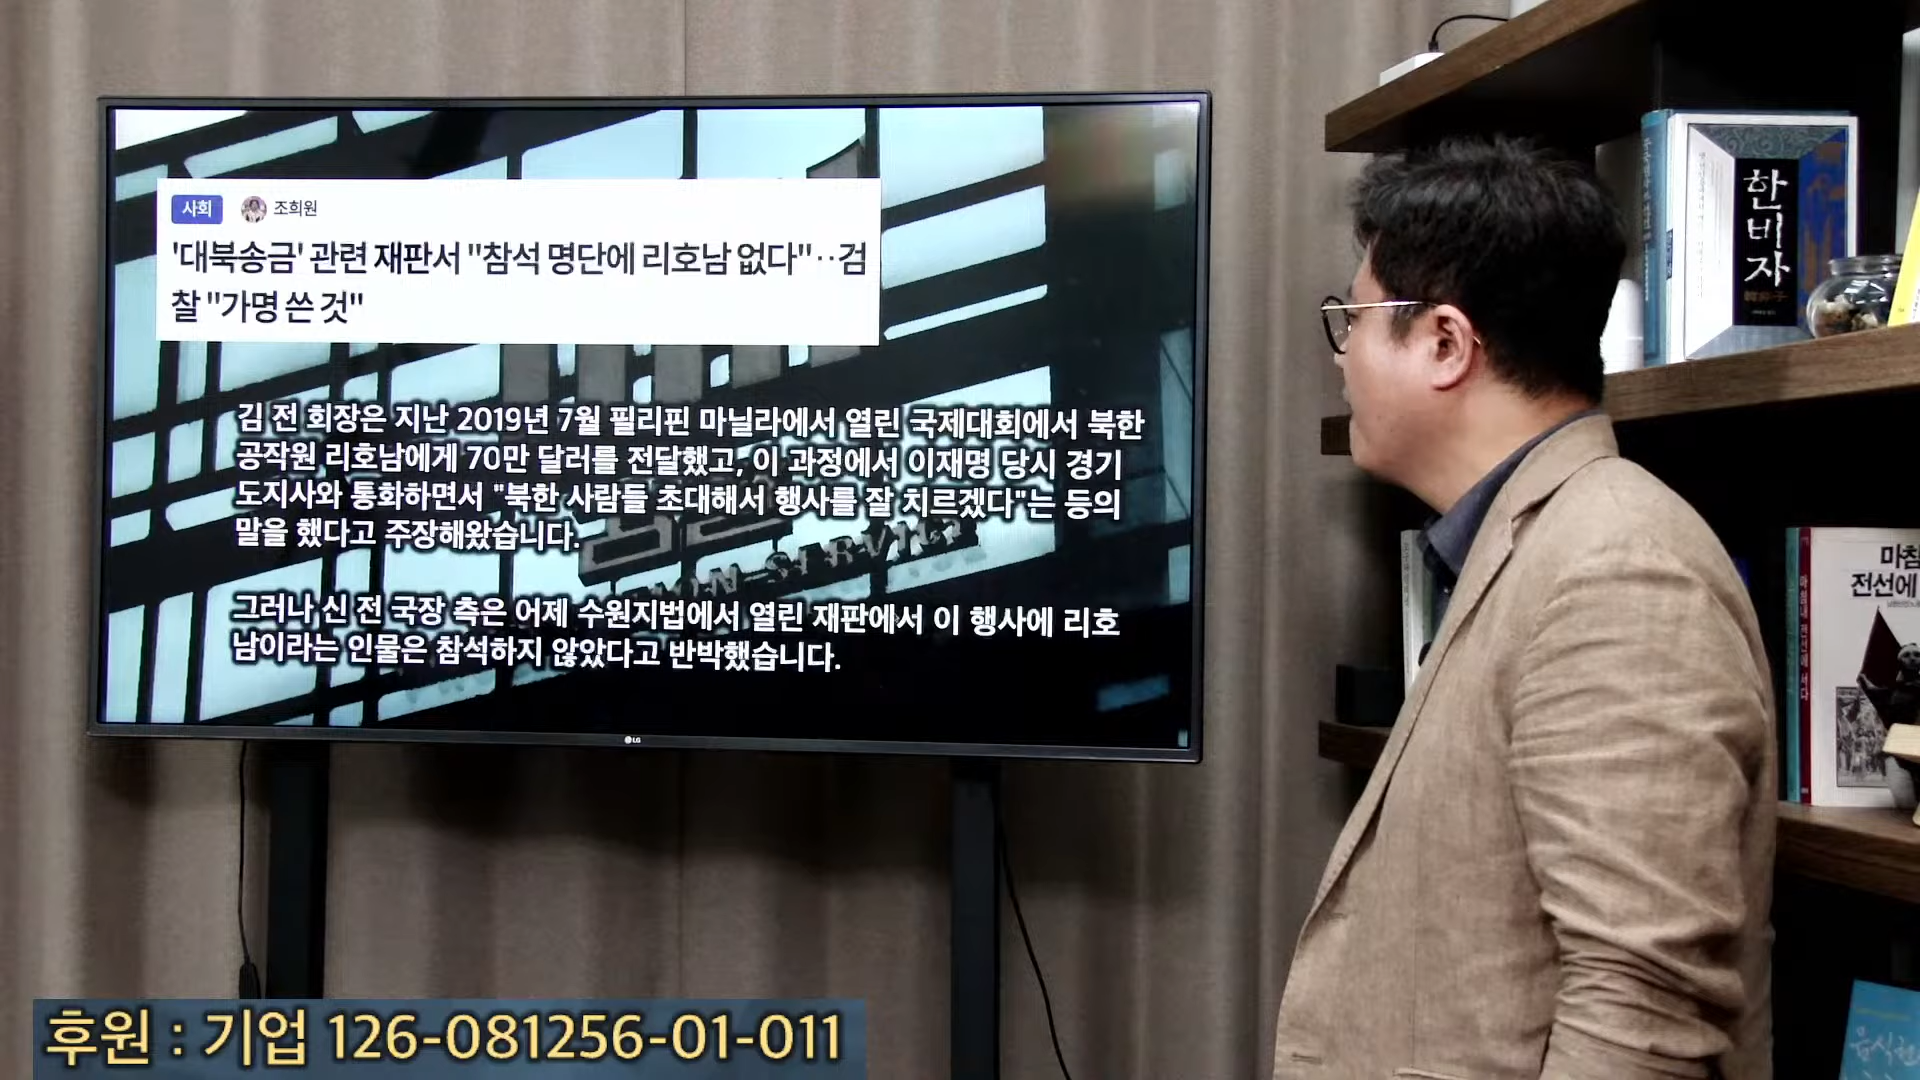 사회 조희원
'대북송금' 관련 재판서 "참석 명단에 리호남 없다"··검
찰 "가명 쓴 것"
김 전 회장은 지난 2019년 7월 필리핀 마닐라에서 열린 국제대회에서 북한
공작원 리호남에게 70만 달러를 전달했고, 이 과정에서 이재명 당시 경기
도지사와 통화하면서 "북한 사람들 초대해서 행사를 잘 치르겠다"는 등의
말을 했다고 주장해왔습니다.
그러나 신 전 국장 측은 어제 수원지법에서 열린 재판에서 이 행사에 리호
남이라는 인물은 참석하지 않았다고 반박했습니다.
LG
한비자
마침
전선에
마침내 전선에 서다
후원 : 기업 126-081256-01-011